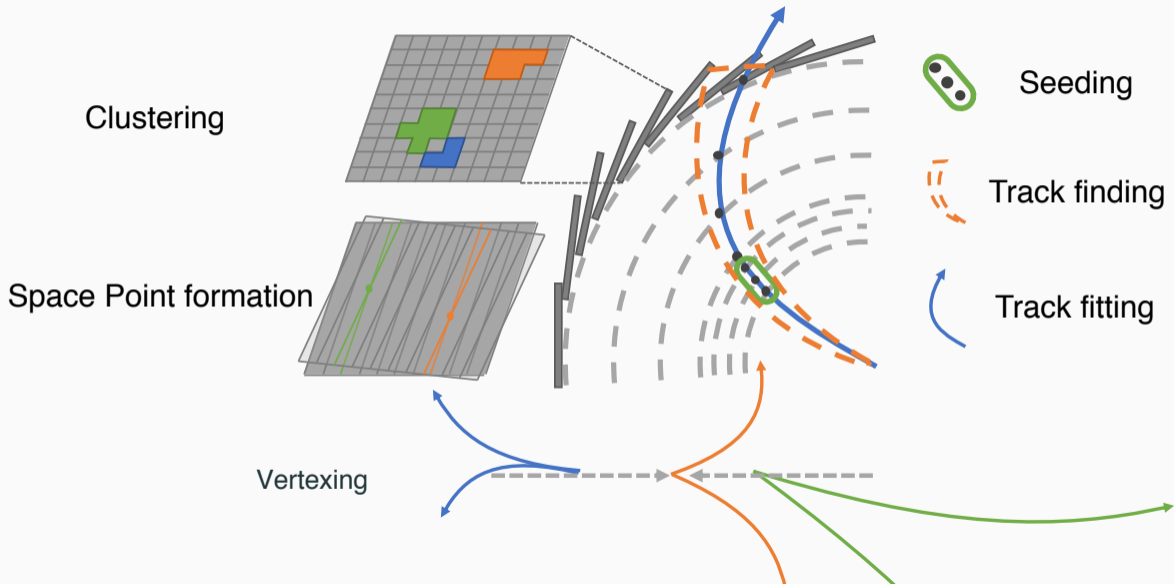 Clustering
Seeding
Track finding
Space Point formation
Track fitting
Vertexing